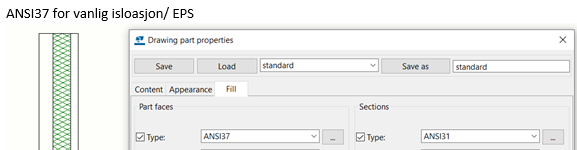 ANSI37 for vanlig isloasjon/ EPS
Drawing part properties
Save Load standard Save as standard
Content Appearance Fill
Part faces Sections
Type: ANSI37 ... Type: ANSI31 ...